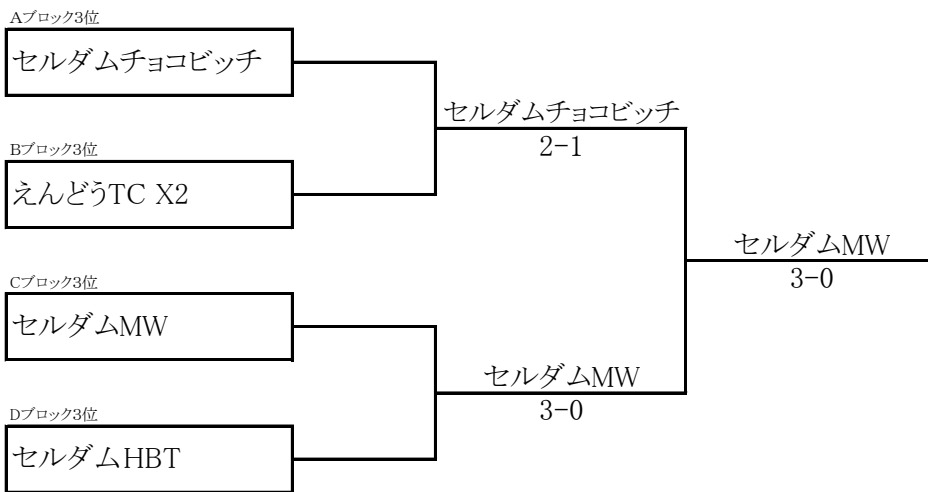 Aブロック3位
セルダムチョコビッチ
セルダムチョコビッチ
2-1
Bブロック3位
えんどうTC X2
セルダムMW
3-0
Cブロック3位
セルダムMW
セルダムMW
3-0
Dブロック3位
セルダムHBT